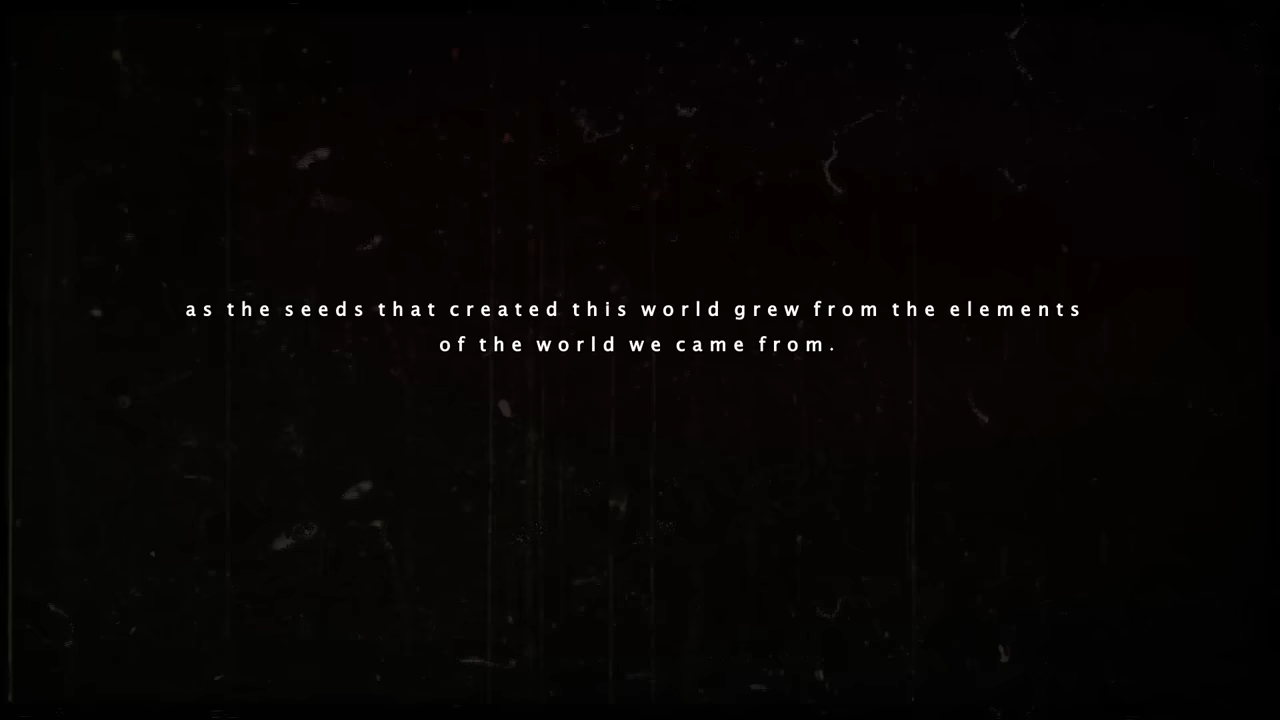 as the seeds that created this world grew from the elements
of the world we came from.